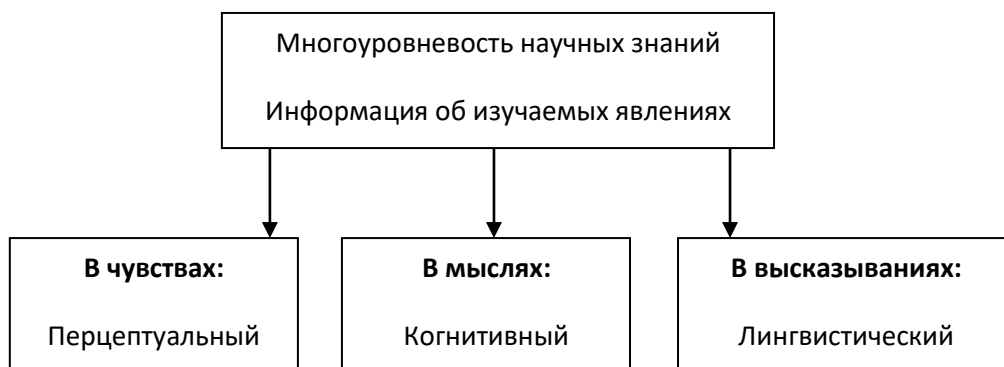 Многоуровневость научных знаний
Информация об изучаемых явлениях
В чувствах:
Перцептуальный
В мыслях:
Когнитивный
В высказываниях:
Лингвистический